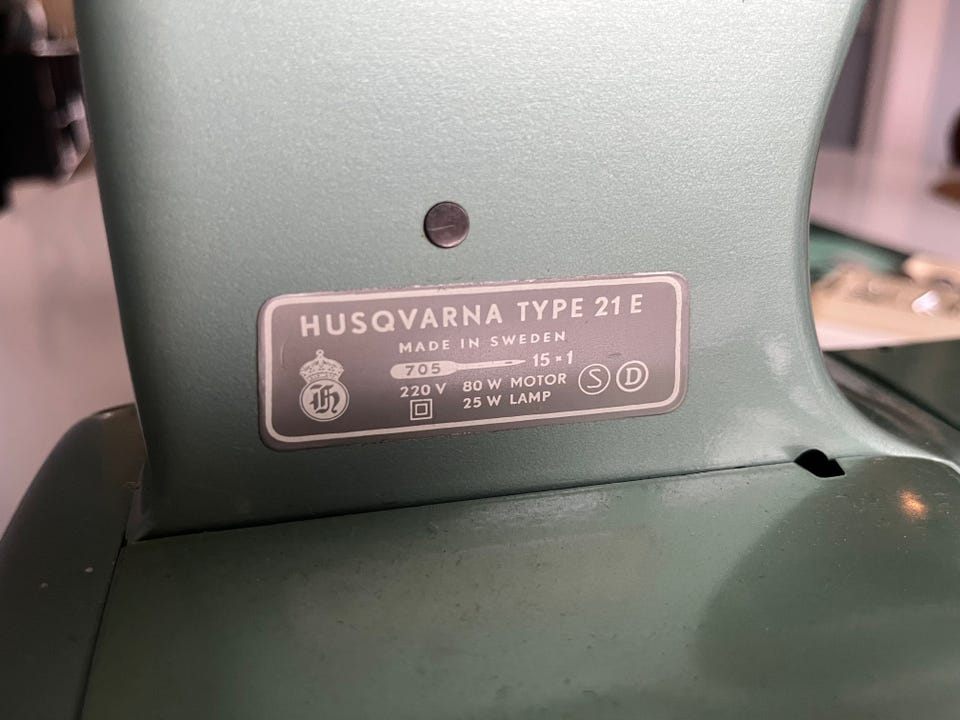 HUSQVARNA TYPE 21 E
MADE IN SWEDEN
705 15×1
220 V 80 W MOTOR
25 W LAMP
S D
H